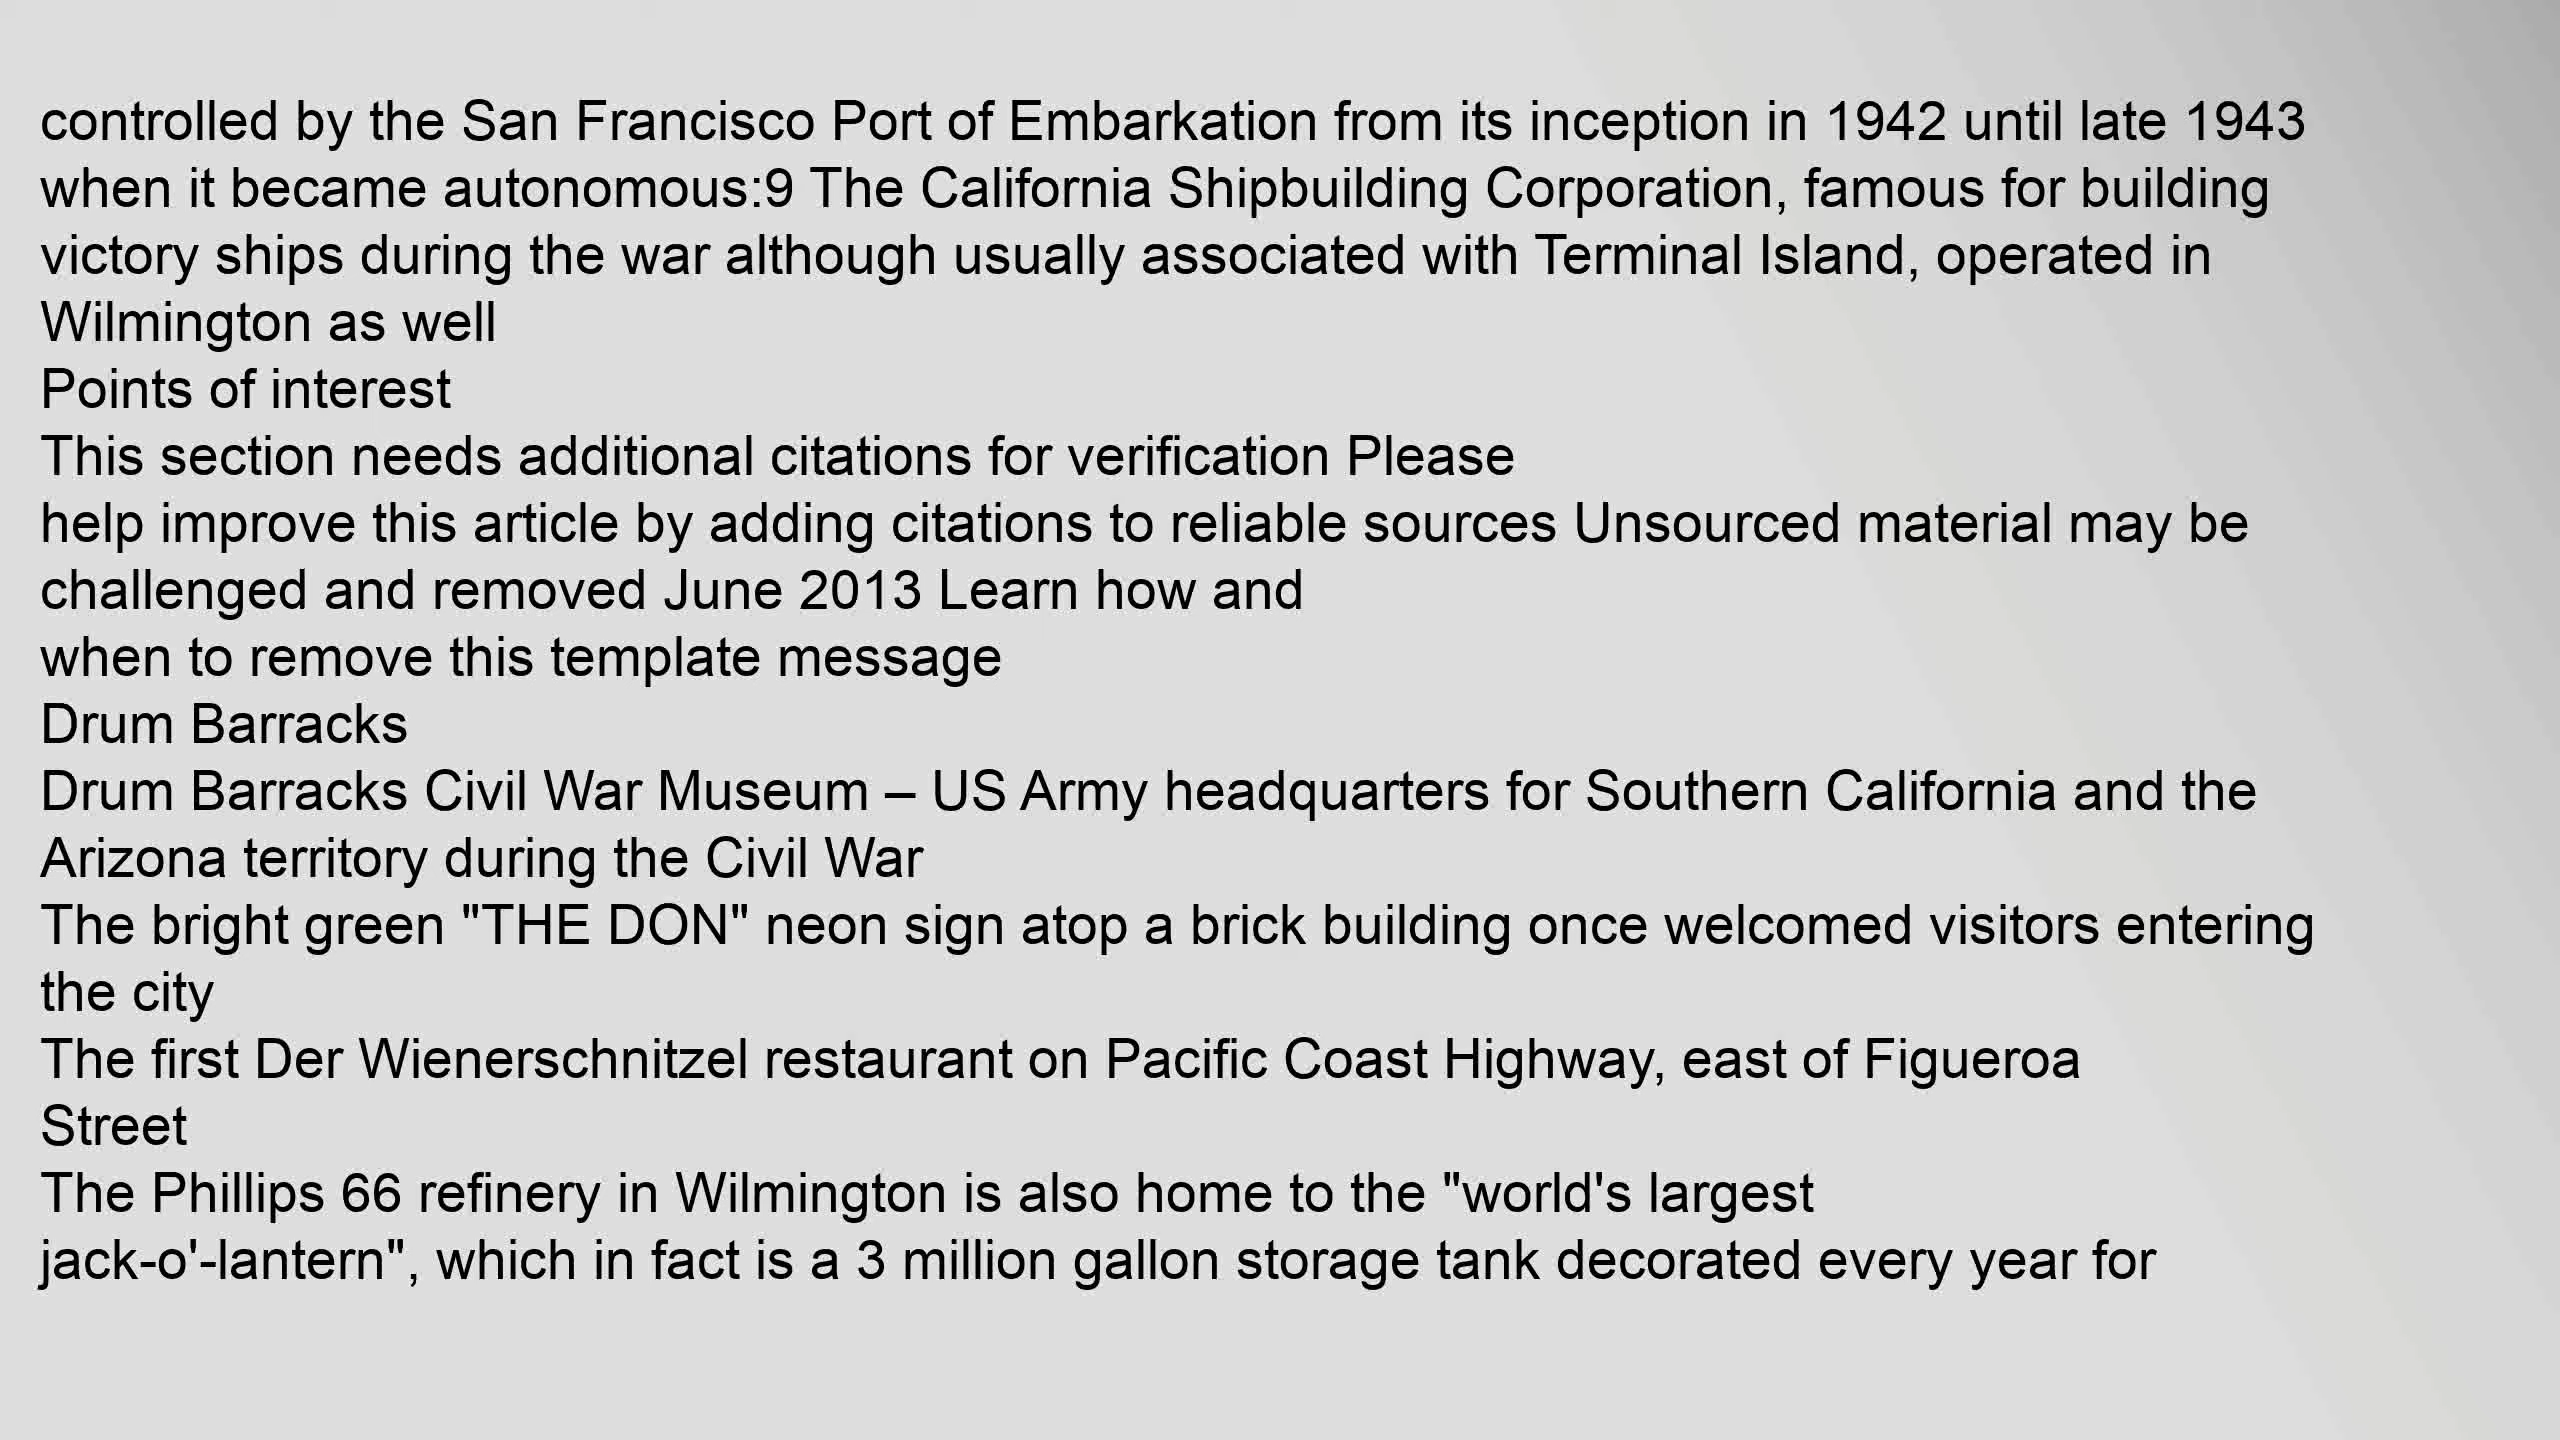 controlled by the San Francisco Port of Embarkation from its inception in 1942 until late 1943
when it became autonomous:9 The California Shipbuilding Corporation, famous for building
victory ships during the war although usually associated with Terminal Island, operated in
Wilmington as well
Points of interest
This section needs additional citations for verification Please
help improve this article by adding citations to reliable sources Unsourced material may be
challenged and removed June 2013 Learn how and
when to remove this template message
Drum Barracks
Drum Barracks Civil War Museum – US Army headquarters for Southern California and the
Arizona territory during the Civil War
The bright green "THE DON" neon sign atop a brick building once welcomed visitors entering
the city
The first Der Wienerschnitzel restaurant on Pacific Coast Highway, east of Figueroa
Street
The Phillips 66 refinery in Wilmington is also home to the "world's largest
jack-o'-lantern", which in fact is a 3 million gallon storage tank decorated every year for